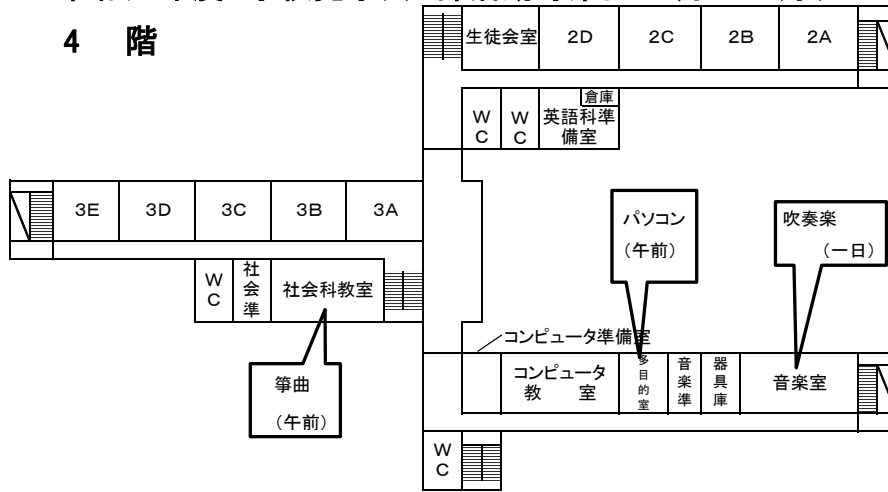 4 階
生徒会室 2D 2C 2B 2A
倉庫
WC WC 英語科準備室
3E 3D 3C 3B 3A
パソコン
(午前)
吹奏楽
(一日)
WC 社会準 社会科教室
コンピュータ準備室
箏曲
(午前)
コンピュータ教室 多目的室 音楽準 器具庫 音楽室
WC